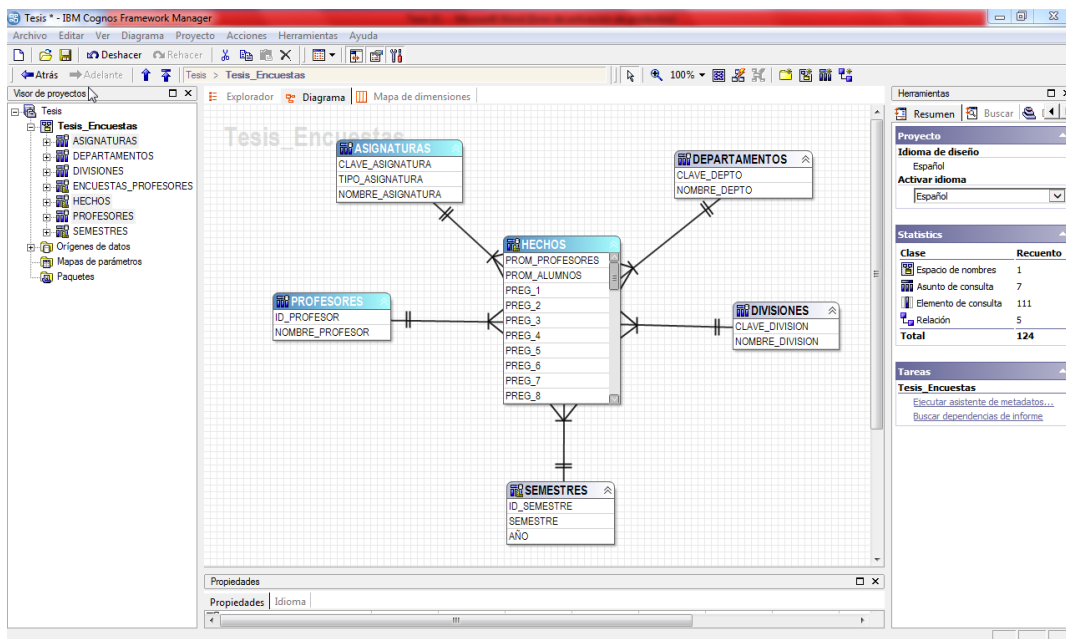 Tesis * - IBM Cognos Framework Manager
Archivo Editar Ver Diagrama Proyecto Acciones Herramientas Ayuda
Deshacer Rehacer
Atrás Adelante Tesis > Tesis_Encuestas 100%
Visor de proyectos
Tesis
Tesis_Encuestas
ASIGNATURAS
DEPARTAMENTOS
DIVISIONES
ENCUESTAS_PROFESORES
HECHOS
PROFESORES
SEMESTRES
Orígenes de datos
Mapas de parámetros
Paquetes
Explorador Diagrama Mapa de dimensiones
Tesis_Encuestas
ASIGNATURAS
CLAVE_ASIGNATURA
TIPO_ASIGNATURA
NOMBRE_ASIGNATURA
DEPARTAMENTOS
CLAVE_DEPTO
NOMBRE_DEPTO
HECHOS
PROM_PROFESORES
PROM_ALUMNOS
PREG_1
PREG_2
PREG_3
PREG_4
PREG_5
PREG_6
PREG_7
PREG_8
PROFESORES
ID_PROFESOR
NOMBRE_PROFESOR
DIVISIONES
CLAVE_DIVISION
NOMBRE_DIVISION
SEMESTRES
ID_SEMESTRE
SEMESTRE
AÑO
Propiedades
Propiedades Idioma
Herramientas
Resumen Buscar
Proyecto
Idioma de diseño
Español
Activar idioma
Español
Statistics
Clase Recuento
Espacio de nombres 1
Asunto de consulta 7
Elemento de consulta 111
Relación 5
Total 124
Tareas
Tesis_Encuestas
Ejecutar asistente de metadatos...
Buscar dependencias de informe